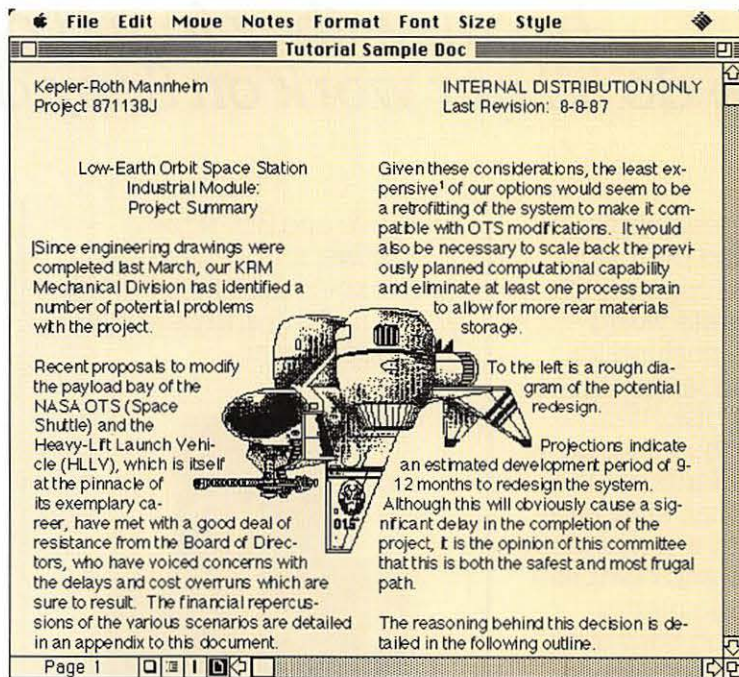 File Edit Move Notes Format Font Size Style
Tutorial Sample Doc
Kepler-Roth Mannheim
Project 871138J
INTERNAL DISTRIBUTION ONLY
Last Revision: 8-8-87
Low-Earth Orbit Space Station
Industrial Module:
Project Summary
Since engineering drawings were
completed last March, our KRM
Mechanical Division has identified a
number of potential problems
with the project.
Recent proposals to modify
the payload bay of the
NASA OTS (Space
Shuttle) and the
Heavy-Lift Launch Vehi-
cle (HLLV), which is itself
at the pinnacle of
its exemplary ca-
reer, have met with a good deal of
resistance from the Board of Direc-
tors, who have voiced concerns with
the delays and cost overruns which are
sure to result. The financial repercus-
sions of the various scenarios are detailed
in an appendix to this document.
Given these considerations, the least ex-
pensive¹ of our options would seem to be
a retrofitting of the system to make it com-
patible with OTS modifications. It would
also be necessary to scale back the previ-
ously planned computational capability
and eliminate at least one process brain
to allow for more rear materials
storage.
To the left is a rough dia-
gram of the potential
redesign.
Projections indicate
an estimated development period of 9-
12 months to redesign the system.
Although this will obviously cause a sig-
nificant delay in the completion of the
project, it is the opinion of this committee
that this is both the safest and most frugal
path.
The reasoning behind this decision is de-
tailed in the following outline.
015
Page 1